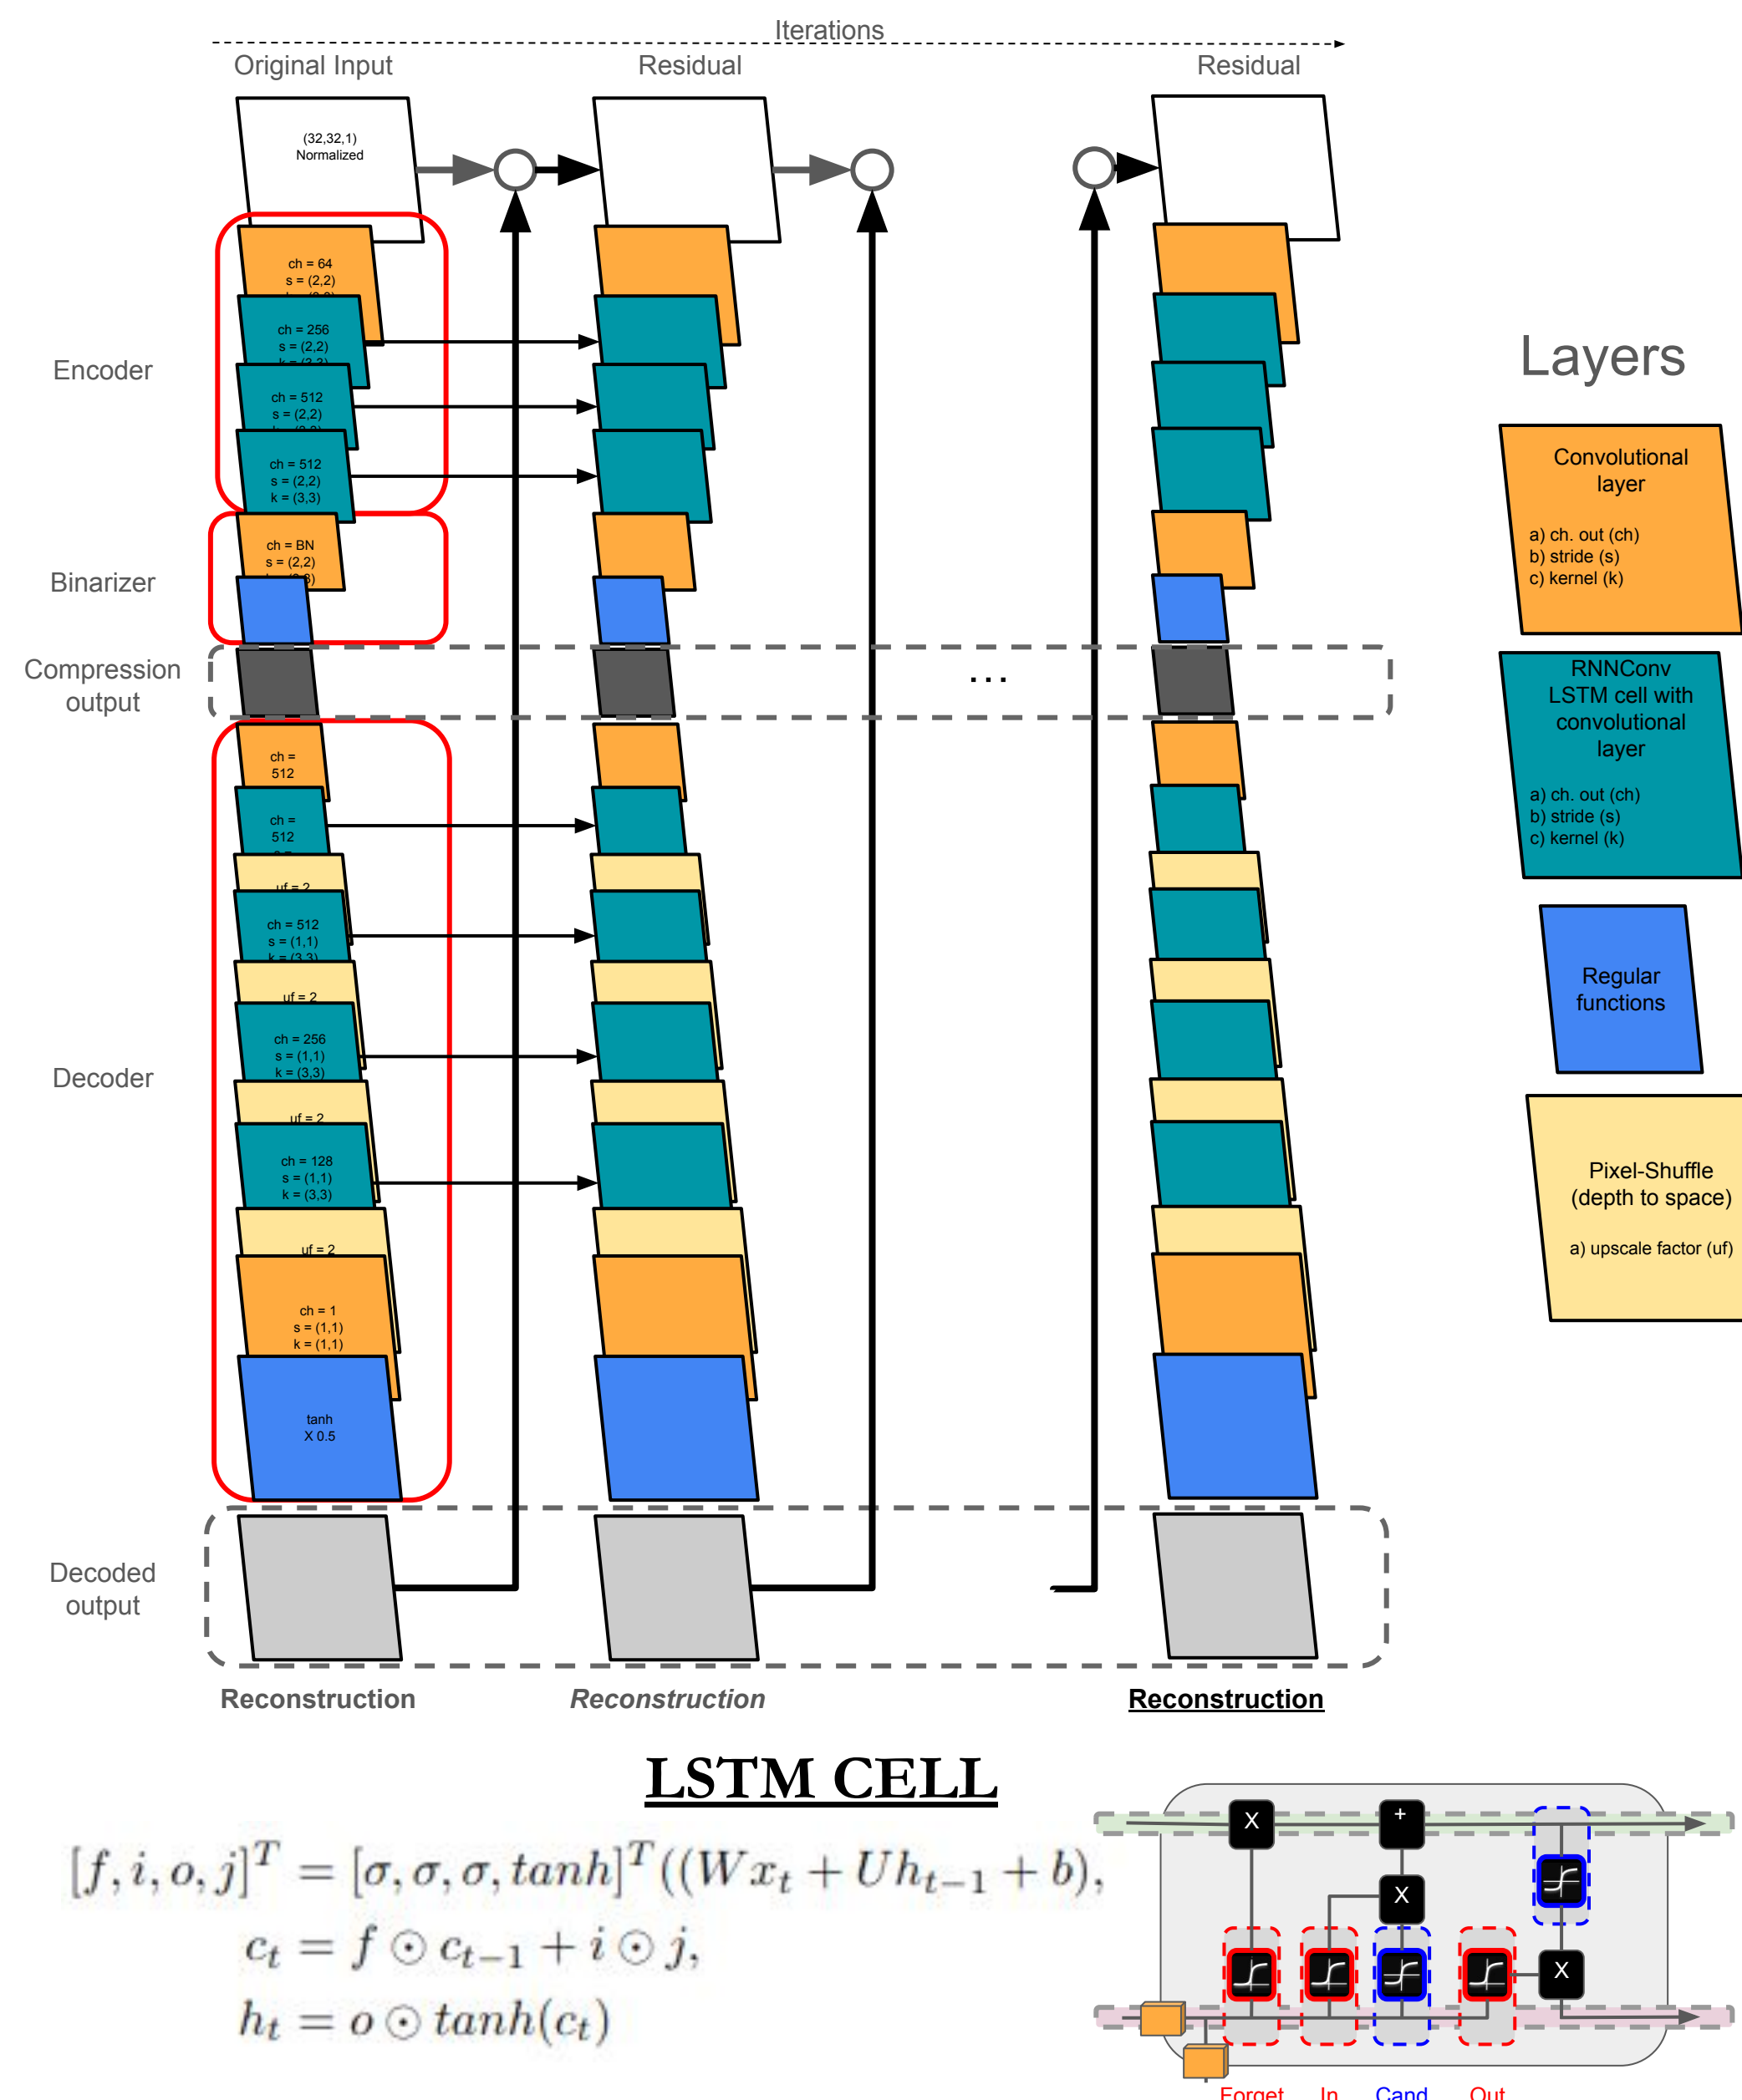 Iterations
Original Input
Residual
Residual
(32,32,1)
Normalized
Encoder
ch = 64
s = (2,2)
ch = 256
s = (2,2)
k = (3,3)
ch = 512
s = (2,2)
ch = 512
s = (2,2)
k = (3,3)
Binarizer
ch = BN
s = (2,2)
Compression
output
...
Decoder
ch =
512
ch =
512
uf = 2
ch = 512
s = (1,1)
k = (3,3)
uf = 2
ch = 256
s = (1,1)
k = (3,3)
uf = 2
ch = 128
s = (1,1)
k = (3,3)
uf = 2
ch = 1
s = (1,1)
k = (1,1)
tanh
X 0.5
Decoded
output
Reconstruction
Reconstruction
Reconstruction
Layers
Convolutional
layer
a) ch. out (ch)
b) stride (s)
c) kernel (k)
RNNConv
LSTM cell with
convolutional
layer
a) ch. out (ch)
b) stride (s)
c) kernel (k)
Regular
functions
Pixel-Shuffle
(depth to space)
a) upscale factor (uf)
LSTM CELL
[f, i, o, j]^T = [σ, σ, σ, tanh]^T((Wx_t + Uh_{t-1} + b),
c_t = f ⊙ c_{t-1} + i ⊙ j,
h_t = o ⊙ tanh(c_t)
X
+
X
X
Forget
In
Cand
Out